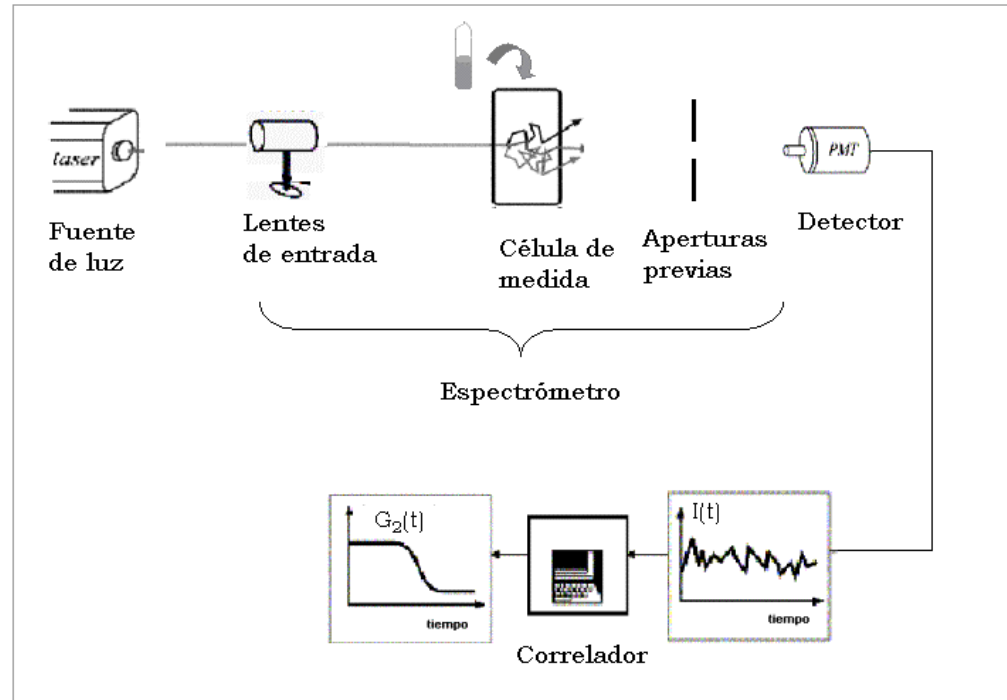 laser
PMT
Fuente
de luz
Lentes
de entrada
Célula de
medida
Aperturas
previas
Detector
Espectrómetro
G₂(t)
tiempo
Correlador
I(t)
tiempo